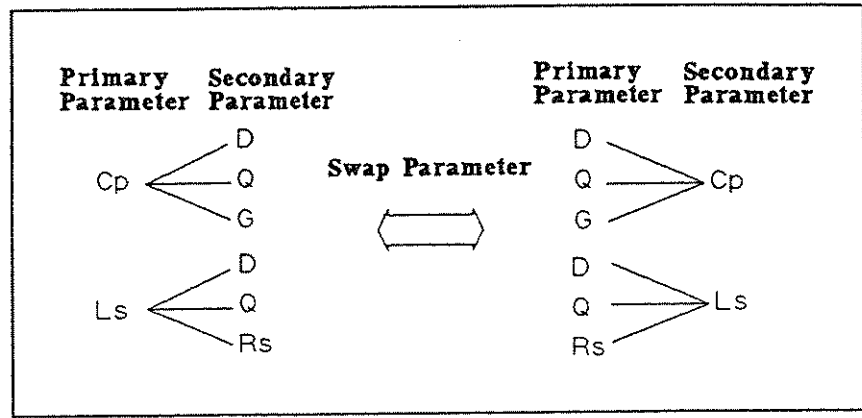 Primary Parameter Secondary Parameter
D
Cp Q
G
D
Ls Q
Rs
Swap Parameter
Primary Parameter Secondary Parameter
D
Q Cp
G
D
Q Ls
Rs